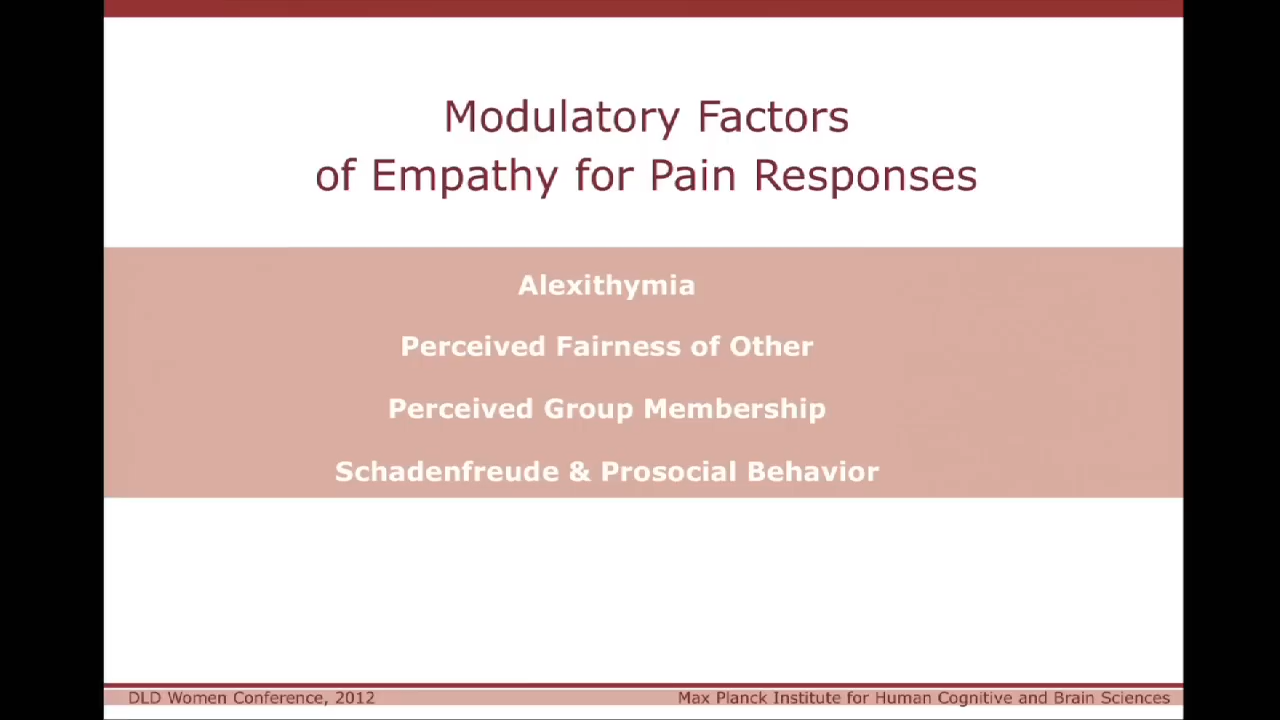 Modulatory Factors
of Empathy for Pain Responses
Alexithymia
Perceived Fairness of Other
Perceived Group Membership
Schadenfreude & Prosocial Behavior
DLD Women Conference, 2012
Max Planck Institute for Human Cognitive and Brain Sciences